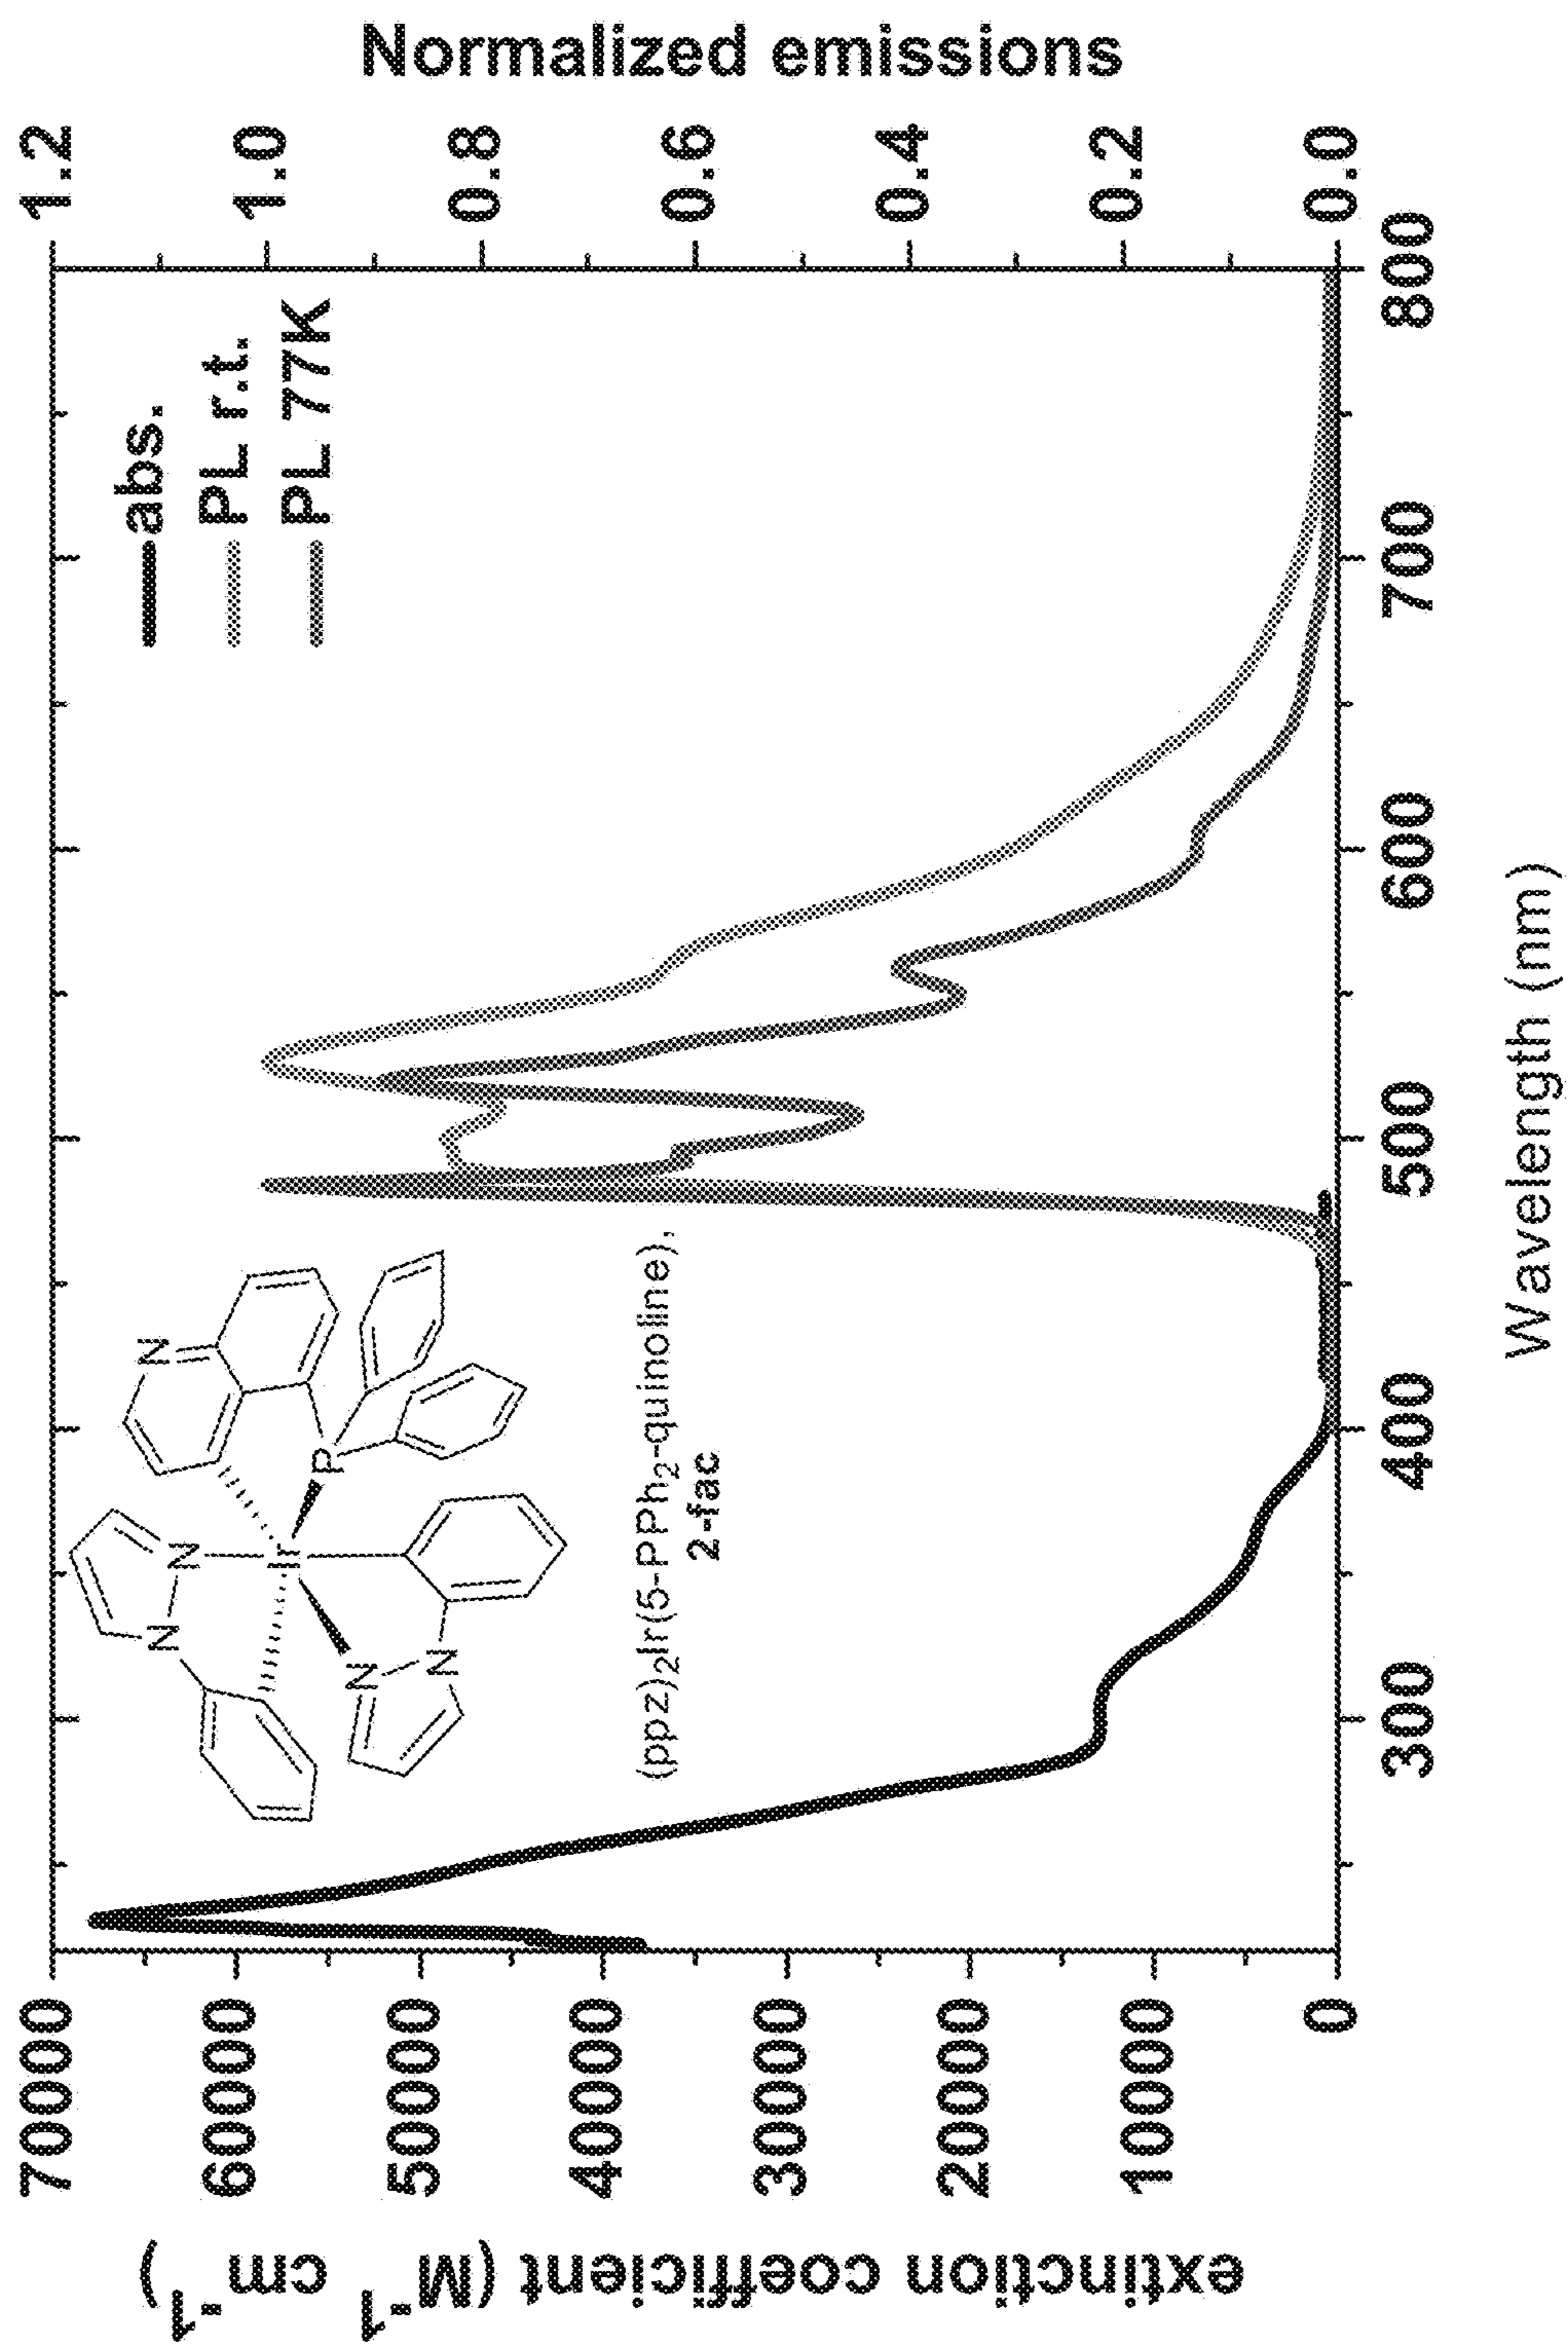 abs.
PL r.t.
PL 77K
N
N
N
N
N
Ir
P
(ppz)₂Ir(5-PPh₂-quinoline),
2-fac
extinction coefficient (M⁻¹ cm⁻¹)
70000
60000
50000
40000
30000
20000
10000
0
Normalized emissions
1.2
1.0
0.8
0.6
0.4
0.2
0.0
300
400
500
600
700
800
Wavelength (nm)